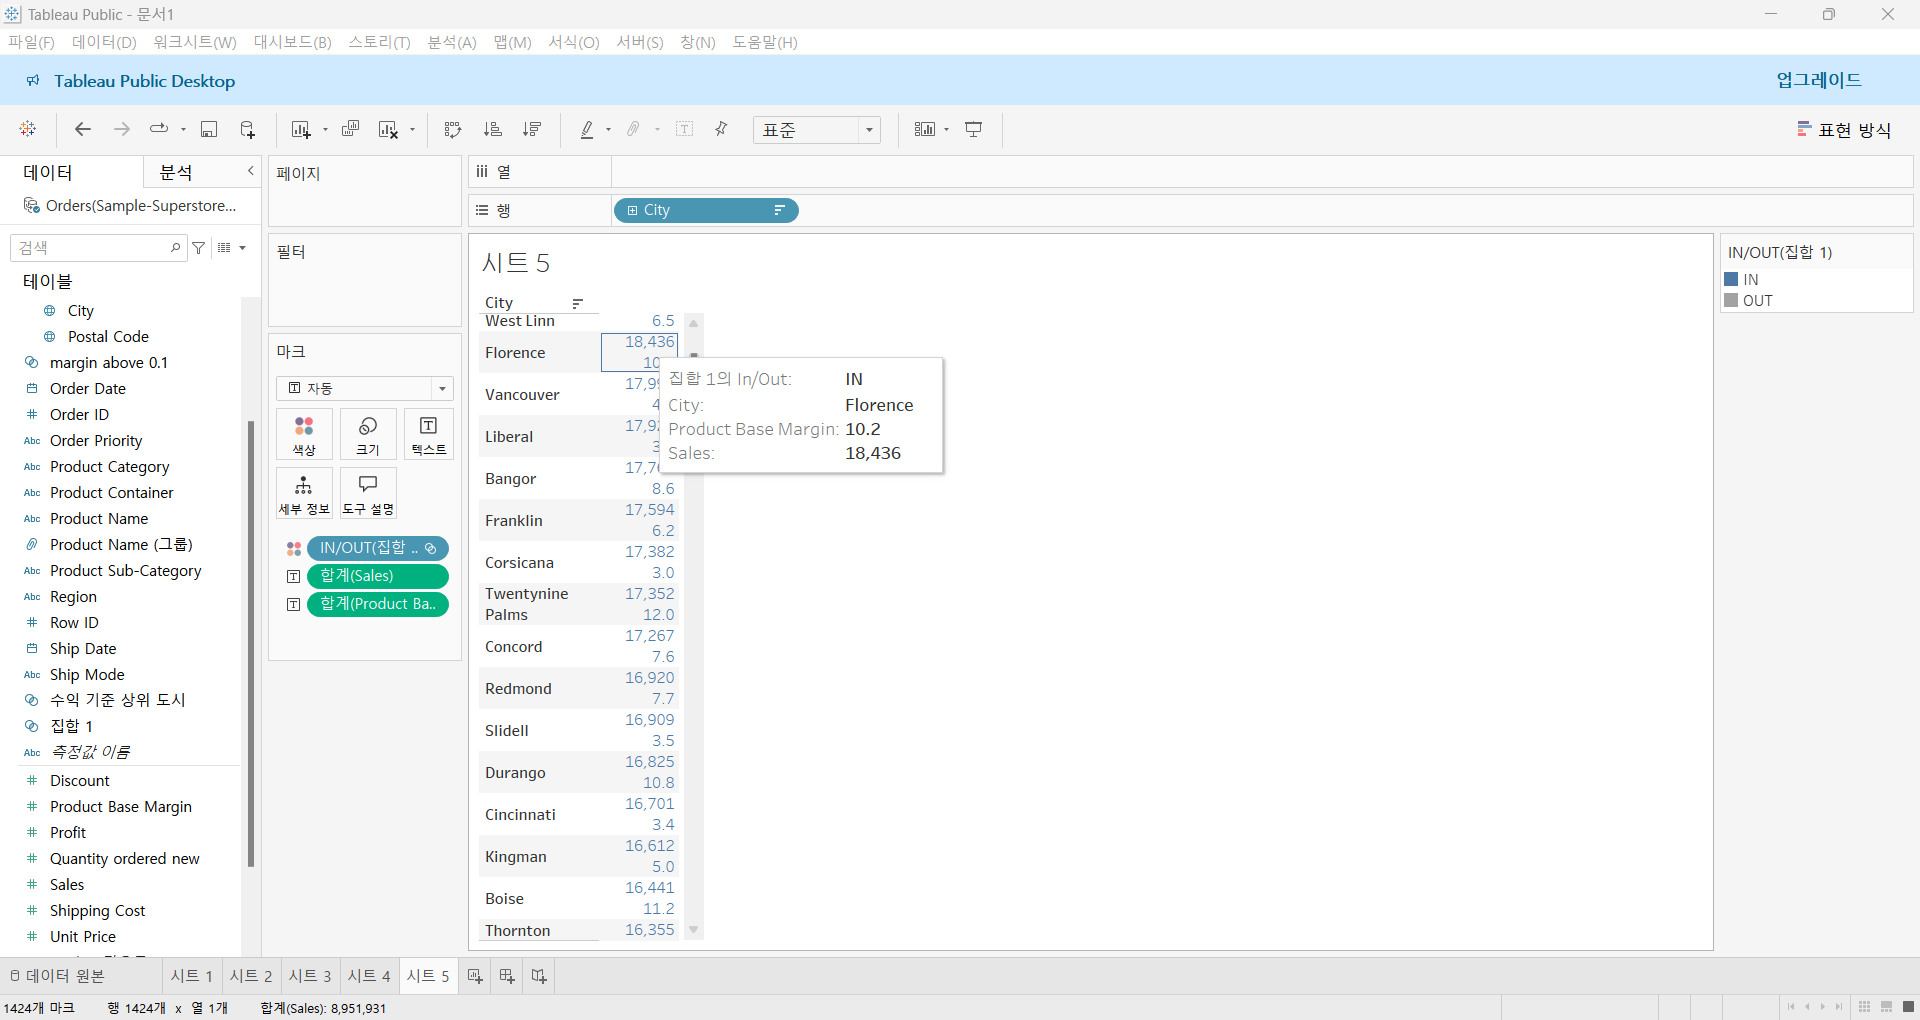 Tableau Public - 문서1
파일(F) 데이터(D) 워크시트(W) 대시보드(B) 스토리(T) 분석(A) 맵(M) 서식(O) 서버(S) 창(N) 도움말(H)
Tableau Public Desktop
업그레이드
표준
표현 방식
데이터 분석
Orders(Sample-Superstore...
검색
테이블
City
Postal Code
margin above 0.1
Order Date
Order ID
Abc Order Priority
Abc Product Category
Abc Product Container
Abc Product Name
Product Name (그룹)
Abc Product Sub-Category
Abc Region
Row ID
Ship Date
Abc Ship Mode
수익 기준 상위 도시
집합 1
Abc 측정값 이름
Discount
Product Base Margin
Profit
Quantity ordered new
Sales
Shipping Cost
Unit Price
페이지
필터
마크
자동
색상 크기 텍스트
세부 정보 도구 설명
IN/OUT(집합 ..
합계(Sales)
합계(Product Ba..
열
행 City
시트 5
City
West Linn 6.5
Florence 18,436
10
Vancouver 17,99
4
Liberal 17,92
3
Bangor 17,76
8.6
Franklin 17,594
6.2
Corsicana 17,382
3.0
Twentynine 17,352
Palms 12.0
Concord 17,267
7.6
Redmond 16,920
7.7
Slidell 16,909
3.5
Durango 16,825
10.8
Cincinnati 16,701
3.4
Kingman 16,612
5.0
Boise 16,441
11.2
Thornton 16,355
집합 1의 In/Out: IN
City: Florence
Product Base Margin: 10.2
Sales: 18,436
IN/OUT(집합 1)
IN
OUT
데이터 원본 시트 1 시트 2 시트 3 시트 4 시트 5
1424개 마크 행 1424개 x 열 1개 합계(Sales): 8,951,931